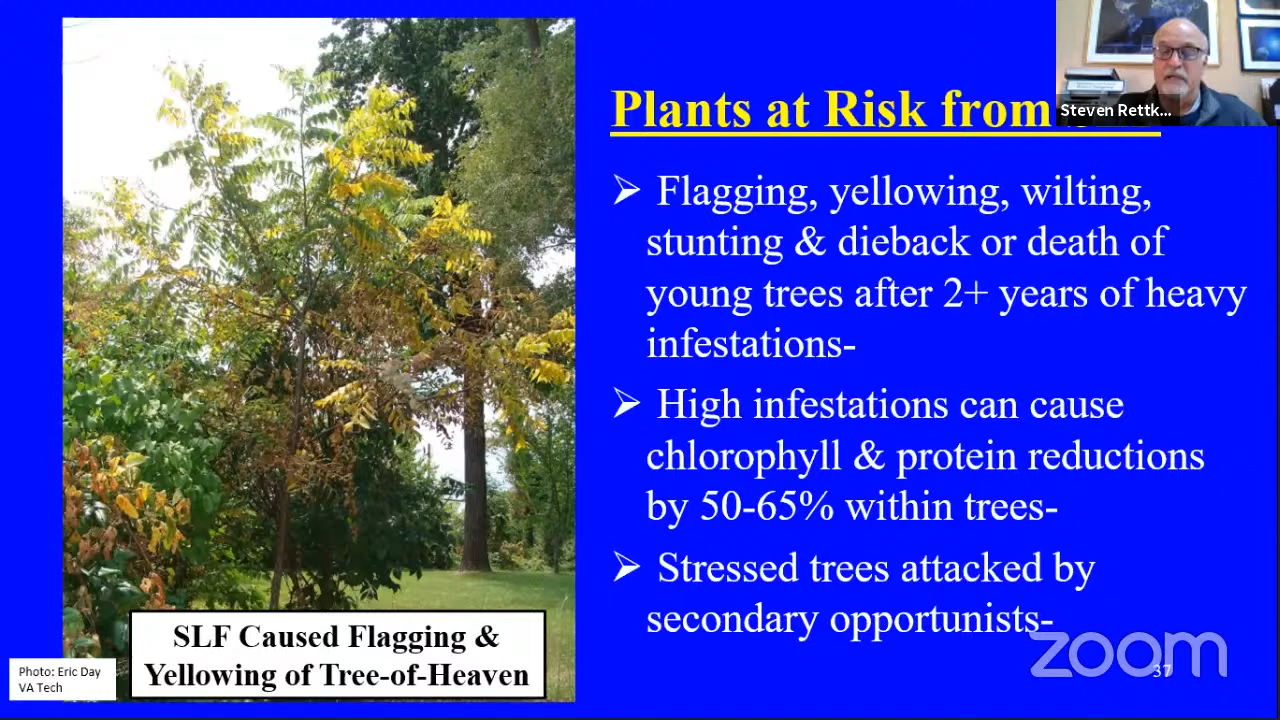 Plants at Risk from
Steven Rettk...
➢ Flagging, yellowing, wilting,
stunting & dieback or death of
young trees after 2+ years of heavy
infestations-
➢ High infestations can cause
chlorophyll & protein reductions
by 50-65% within trees-
➢ Stressed trees attacked by
secondary opportunists-
SLF Caused Flagging &
Yellowing of Tree-of-Heaven
Photo: Eric Day
VA Tech
zoom
37